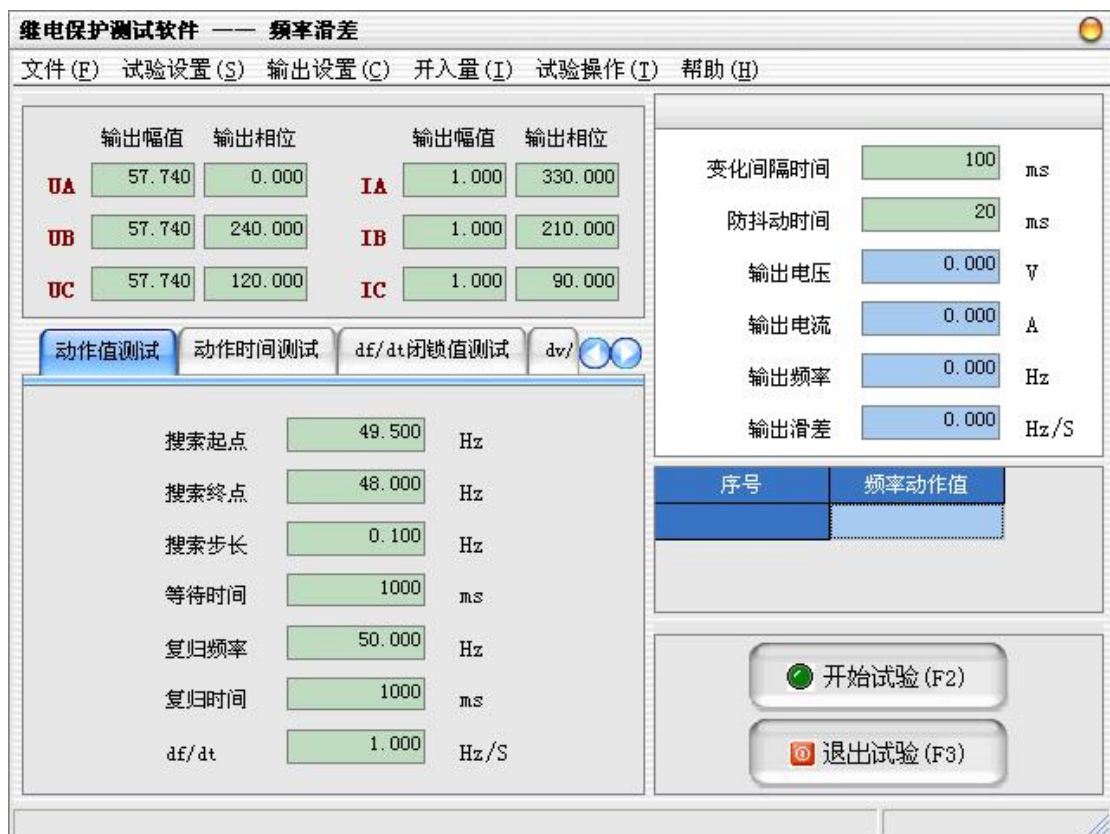 继电保护测试软件 —— 频率滑差
文件(F) 试验设置(S) 输出设置(C) 开入量(I) 试验操作(T) 帮助(H)
输出幅值 输出相位 输出幅值 输出相位
UA 57.740 0.000 IA 1.000 330.000
UB 57.740 240.000 IB 1.000 210.000
UC 57.740 120.000 IC 1.000 90.000
动作值测试 动作时间测试 df/dt闭锁值测试 dv/
搜索起点 49.500 Hz
搜索终点 48.000 Hz
搜索步长 0.100 Hz
等待时间 1000 ms
复归频率 50.000 Hz
复归时间 1000 ms
df/dt 1.000 Hz/S
变化间隔时间 100 ms
防抖动时间 20 ms
输出电压 0.000 V
输出电流 0.000 A
输出频率 0.000 Hz
输出滑差 0.000 Hz/S
序号 频率动作值
开始试验(F2)
退出试验(F3)